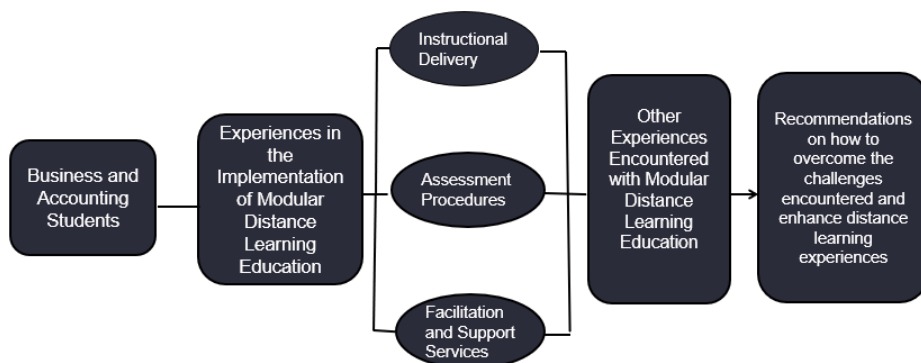 Business and
Accounting
Students
Experiences in
the
Implementation
of Modular
Distance
Learning
Education
Instructional
Delivery
Assessment
Procedures
Facilitation
and Support
Services
Other
Experiences
Encountered
with Modular
Distance
Learning
Education
Recommendations
on how to
overcome the
challenges
encountered and
enhance distance
learning
experiences